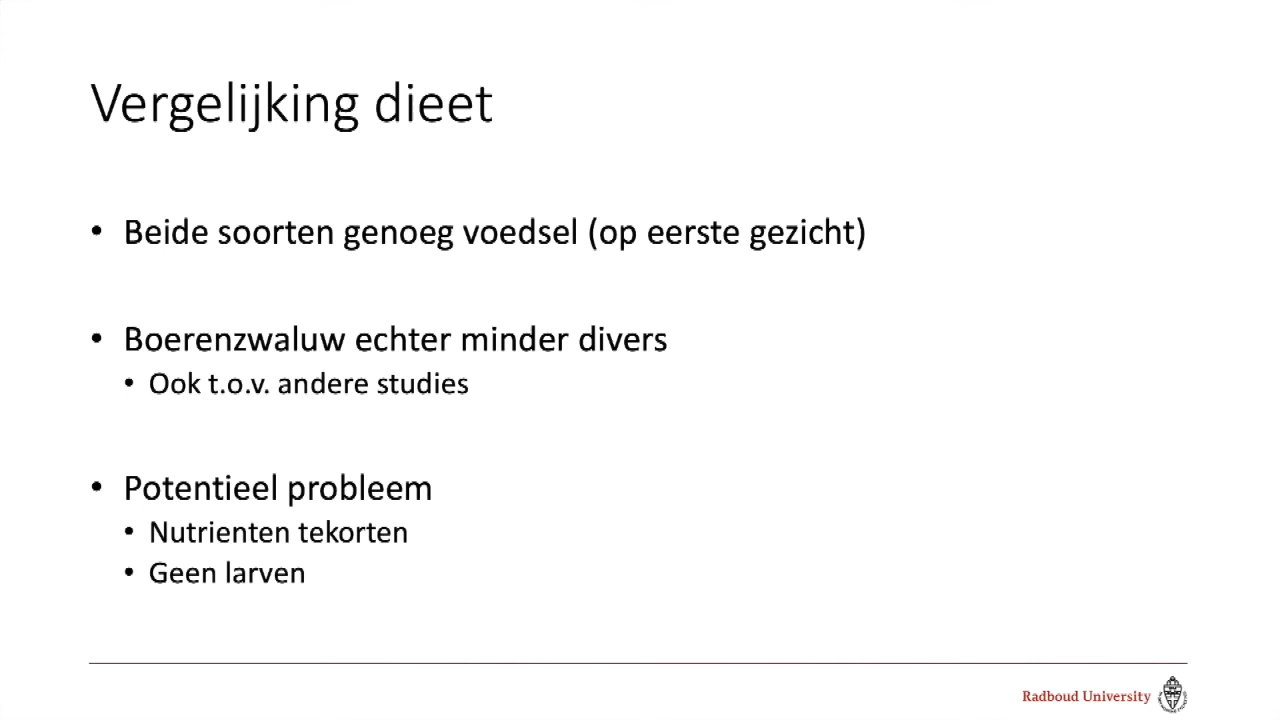 Vergelijking dieet
• Beide soorten genoeg voedsel (op eerste gezicht)
• Boerenzwaluw echter minder divers
• Ook t.o.v. andere studies
• Potentieel probleem
• Nutrienten tekorten
• Geen larven
Radboud University